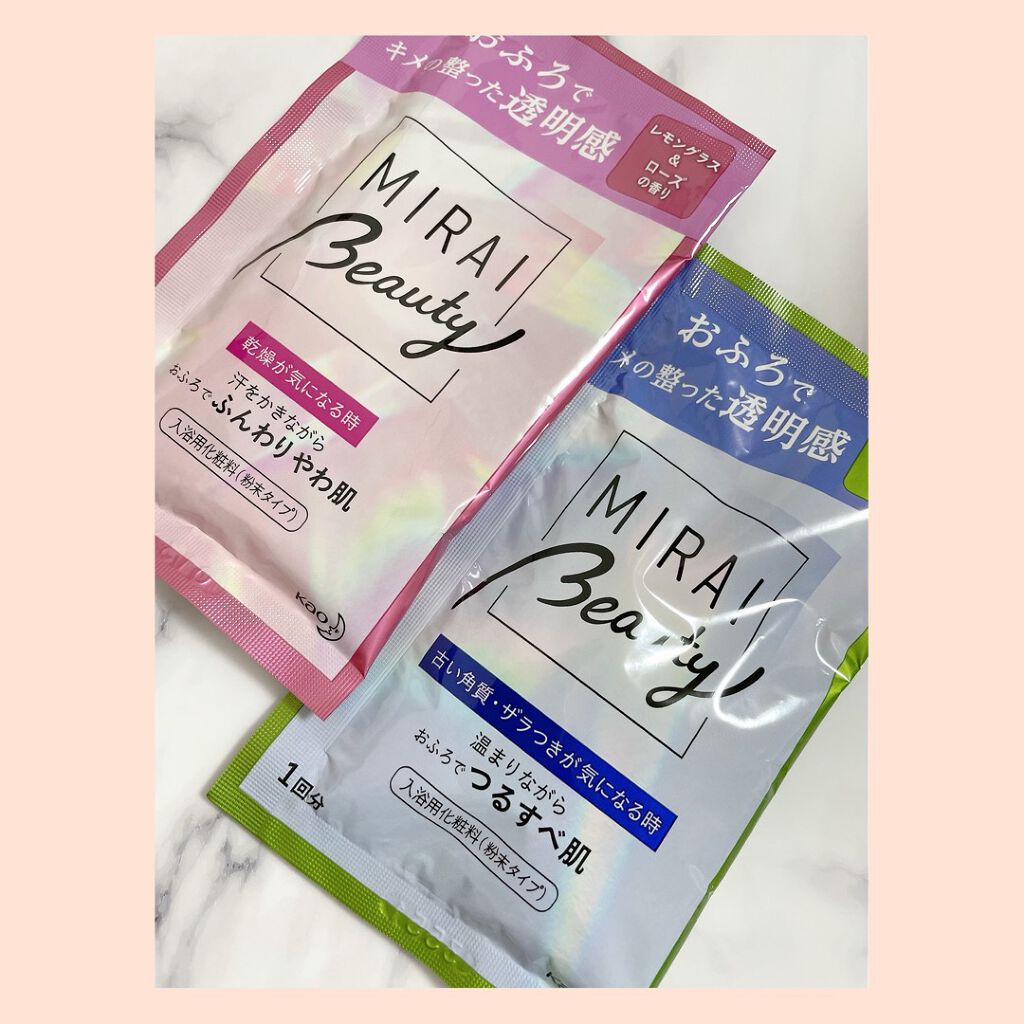 おふろで
キメの整った透明感
レモングラス
&
ローズ
の香り
MIRAI
Beauty
乾燥が気になる時
汗をかきながら
おふろでふんわりやわ肌
入浴用化粧料(粉末タイプ)
Kao
おふろで
キメの整った透明感
MIRAI
Beauty
古い角質・ザラつきが気になる時
温まりながら
おふろでつるすべ肌
入浴用化粧料(粉末タイプ)
1回分